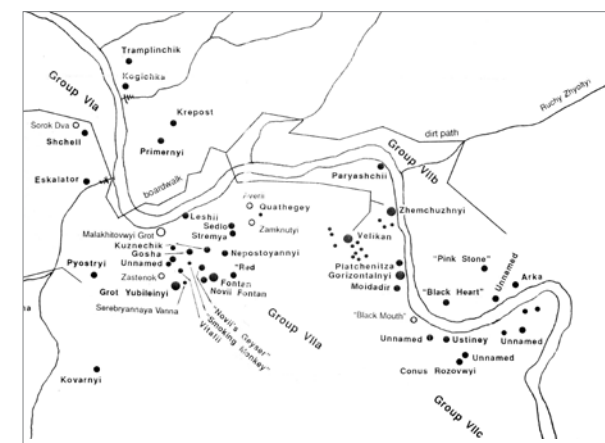 Tramplinchik
Group VIa
Kogichka
Krepost
Ruchy Zhyoltyi
Sorok Dva
Shchell
Primernyi
dirt path
Group VIIb
Paryashchii
Eskalator
boardwalk
Zhemchuzhnyi
Leshii
Quathegey
Malakhitovwyi Grot
Sedlo
Stremya
Zamknutyi
Velikan
Kuznechik
Gosha
Nepostoyannyi
"Pink Stone"
Unnamed
Platchenitza
Unnamed
"Red
Gorizontalnyi
Arka
Pyostryi
Zastenok
Fontan
Moidadir
"Black Heart"
Grot Yubileinyi
Novii Fontan
Serebryannaya Vanna
"Novii's Geyser"
"Smoking Monkey"
Vitalii
Group VIIa
"Black Mouth"
Unnamed
Ustiney
Unnamed
Unnamed
Conus Rozovwyi
Kovarnyi
Group VIIc